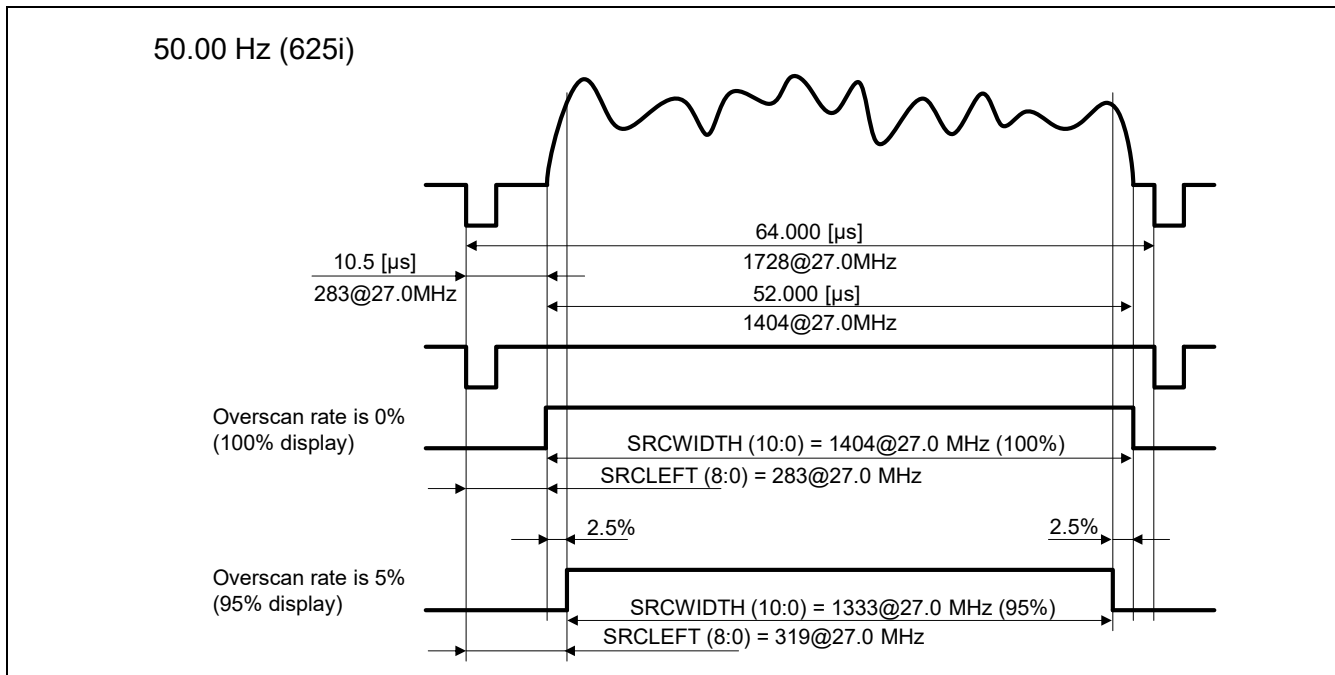 50.00 Hz (625i)
64.000 [µs]
1728@27.0MHz
10.5 [µs]
283@27.0MHz
52.000 [µs]
1404@27.0MHz
Overscan rate is 0%
(100% display)
SRCWIDTH (10:0) = 1404@27.0 MHz (100%)
SRCLEFT (8:0) = 283@27.0 MHz
2.5%
2.5%
Overscan rate is 5%
(95% display)
SRCWIDTH (10:0) = 1333@27.0 MHz (95%)
SRCLEFT (8:0) = 319@27.0 MHz